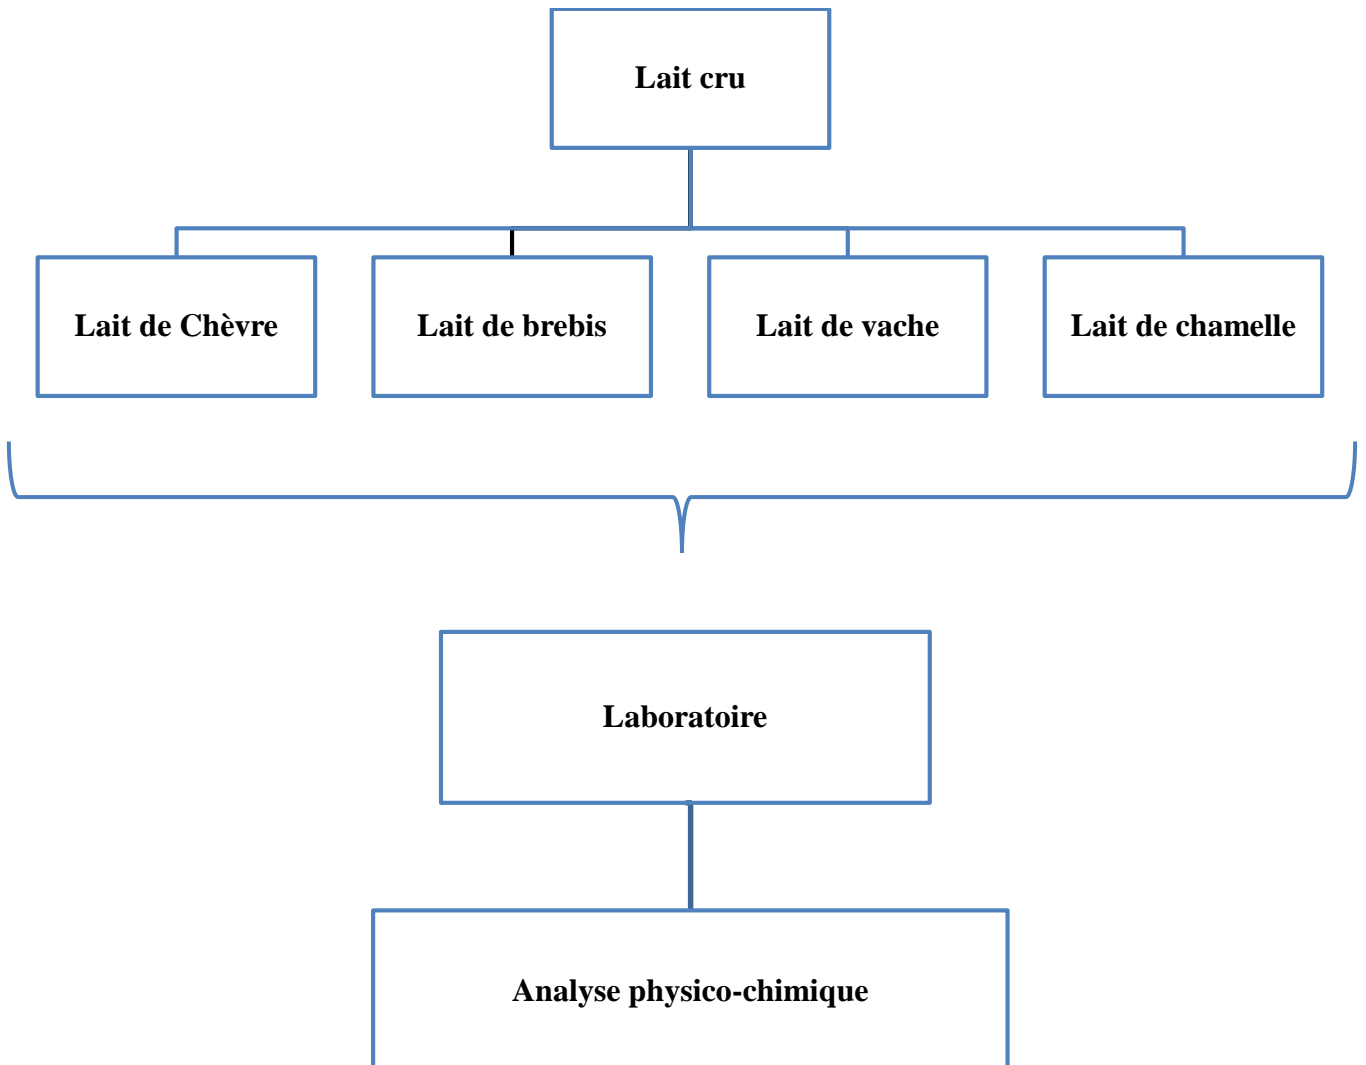 Lait cru
Lait de Chèvre
Lait de brebis
Lait de vache
Lait de chamelle
Laboratoire
Analyse physico-chimique